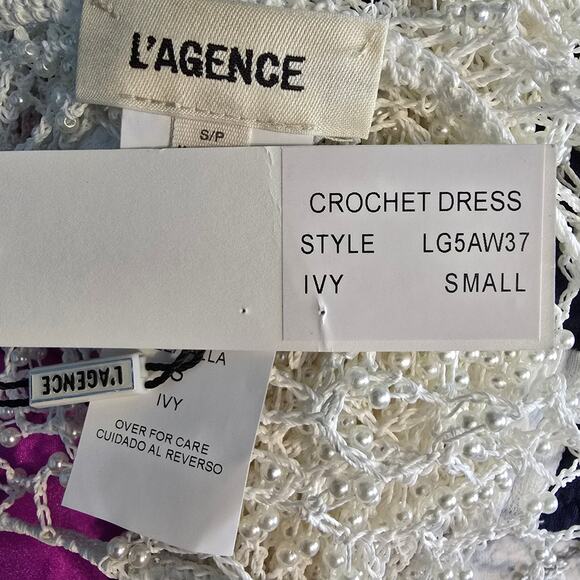 L'AGENCE
S/P
CROCHET DRESS
STYLE LG5AW37
IVY SMALL
L'AGENCE
IVY
OVER FOR CARE
CUIDADO AL REVERSO